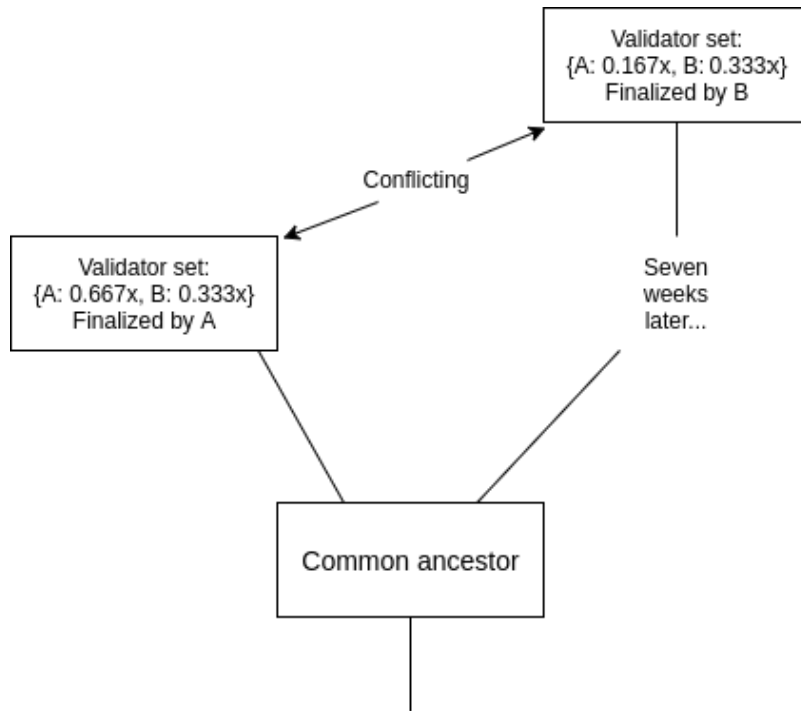 Validator set:
{A: 0.167x, B: 0.333x}
Finalized by B
Conflicting
Validator set:
{A: 0.667x, B: 0.333x}
Finalized by A
Seven
weeks
later...
Common ancestor